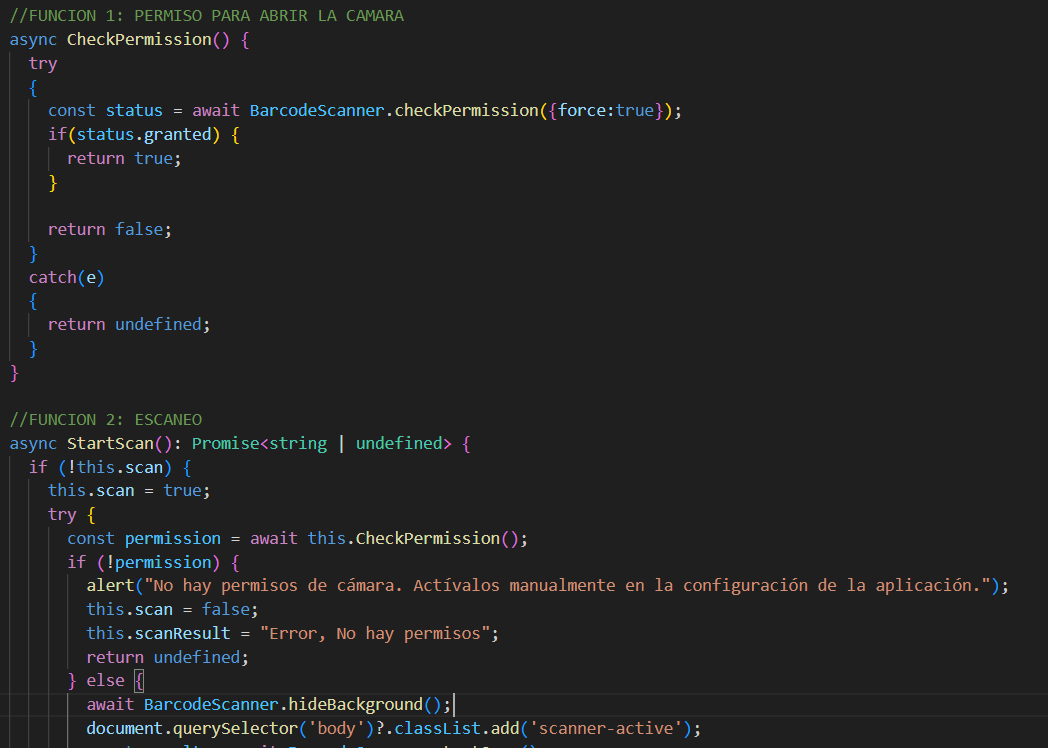 //FUNCION 1: PERMISO PARA ABRIR LA CAMARA
async CheckPermission() {
try
{
const status = await BarcodeScanner.checkPermission({force:true});
if(status.granted) {
return true;
}
return false;
}
catch(e)
{
return undefined;
}
}
//FUNCION 2: ESCANEO
async StartScan(): Promise<string | undefined> {
if (!this.scan) {
this.scan = true;
try {
const permission = await this.CheckPermission();
if (!permission) {
alert("No hay permisos de cámara. Actívalos manualmente en la configuración de la aplicación.");
this.scan = false;
this.scanResult = "Error, No hay permisos";
return undefined;
} else {
await BarcodeScanner.hideBackground();
document.querySelector('body')?.classList.add('scanner-active');